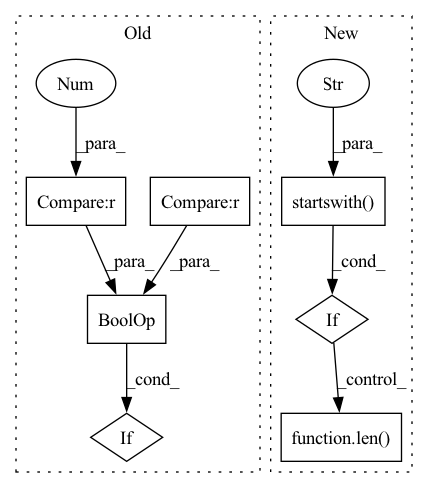 Old
New
Num
Str
_para_
_para_
Compare:r
Compare:r
startswith()
_para_
_para_
_cond_
BoolOp
If
_cond_
_control_
If
function.len()